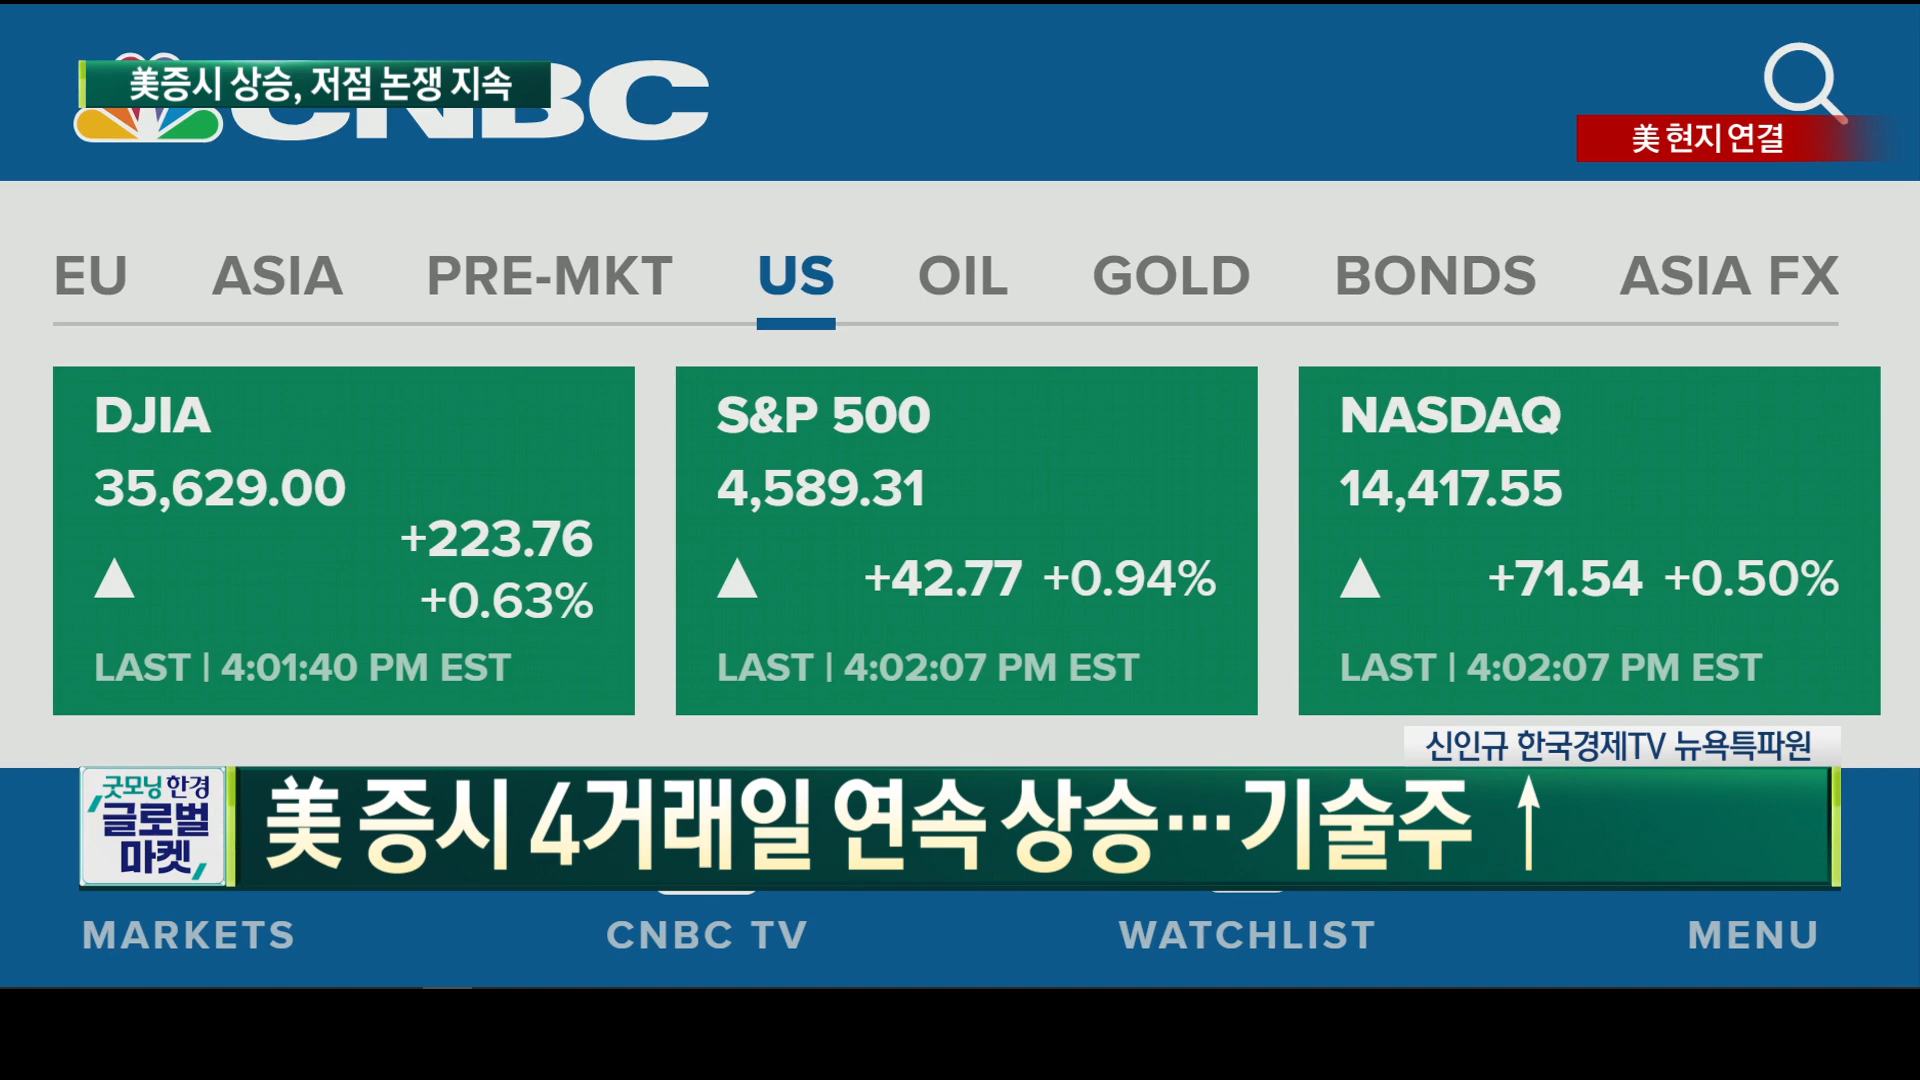 美증시 상승, 저점 논쟁 지속
CNBC
美 현지 연결
EU ASIA PRE-MKT US OIL GOLD BONDS ASIA FX
DJIA
35,629.00
+223.76
+0.63%
LAST | 4:01:40 PM EST
S&P 500
4,589.31
+42.77 +0.94%
LAST | 4:02:07 PM EST
NASDAQ
14,417.55
+71.54 +0.50%
LAST | 4:02:07 PM EST
신인규 한국경제TV 뉴욕특파원
굿모닝 한경
글로벌
마켓
美 증시 4거래일 연속 상승…기술주 ↑
MARKETS CNBC TV WATCHLIST MENU